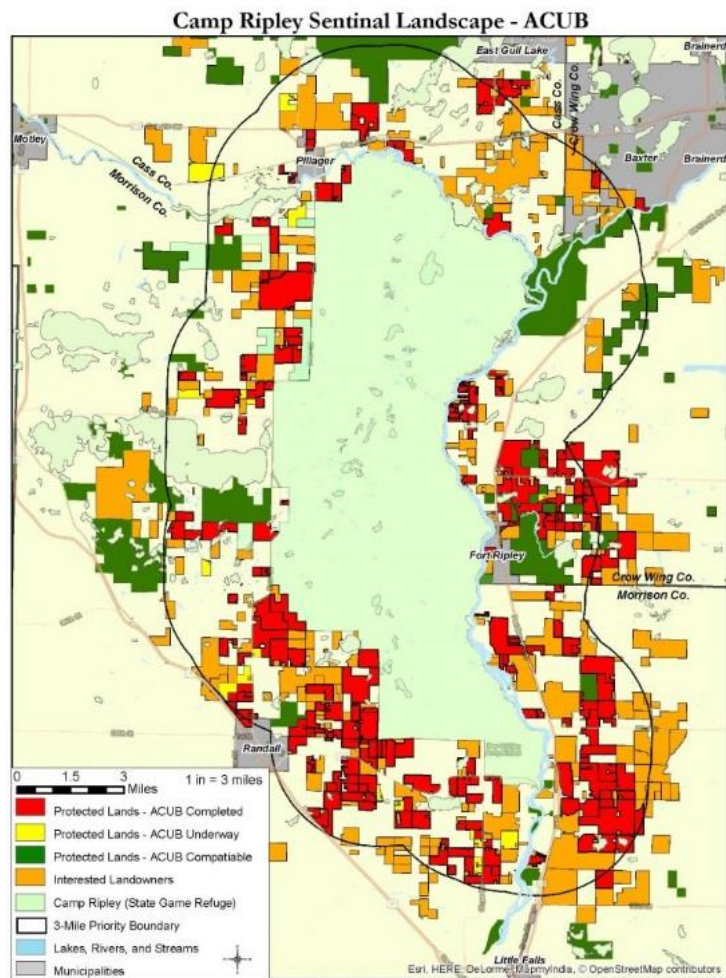 Camp Ripley Sentinal Landscape - ACUB
East Gull Lake
Brainerd
Cass Co.
Crow Wing Co.
Motley
Pillager
Baxter
Brainerd
Cass Co.
Morrison Co.
Fort Ripley
Crow Wing Co.
Morrison Co.
Randall
0 1.5 3
Miles
1 in = 3 miles
Protected Lands - ACUB Completed
Protected Lands - ACUB Underway
Protected Lands - ACUB Compatiable
Interested Landowners
Camp Ripley (State Game Refuge)
3-Mile Priority Boundary
Lakes, Rivers, and Streams
Municipalities
Little Falls
Esri, HERE, DeLorme, MapmyIndia, © OpenStreetMap contributors